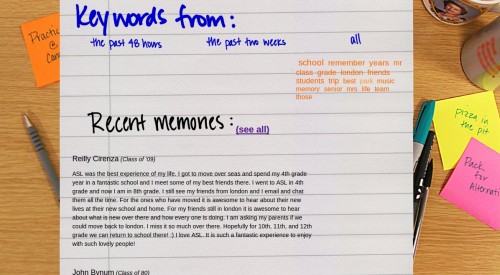 Keywords from:
the past 48 hours the past two weeks all
school remember years mr
class grade london friends
students trip best park music
memory senior mrs life team
those
Recent memories: (see all)
Practice
@
Pizza in
the pit
Pack
for
Alternati
Reilly Cirenza (Class of '09)
ASL was the best experience of my life. I got to move over seas and spend my 4th grade
year in a fantastic school and I meet some of my best friends there. I went to ASL in 4th
grade and now I am in 8th grade. I still see my friends from london and I email and chat
them all the time. For the ones who have moved it is awesome to hear about their new
lives at their new school and home. For my friends still in london it is awesome to hear
about what is new over there and how every one is doing. I am asking my parents if we
could move back to london. I miss it so much over there. Hopefully for 10th, 11th, and 12th
grade we can return to school there! :) I love ASL. It is such a fantastic experience to enjoy
with such lovely people!
John Bynum (Class of 80)